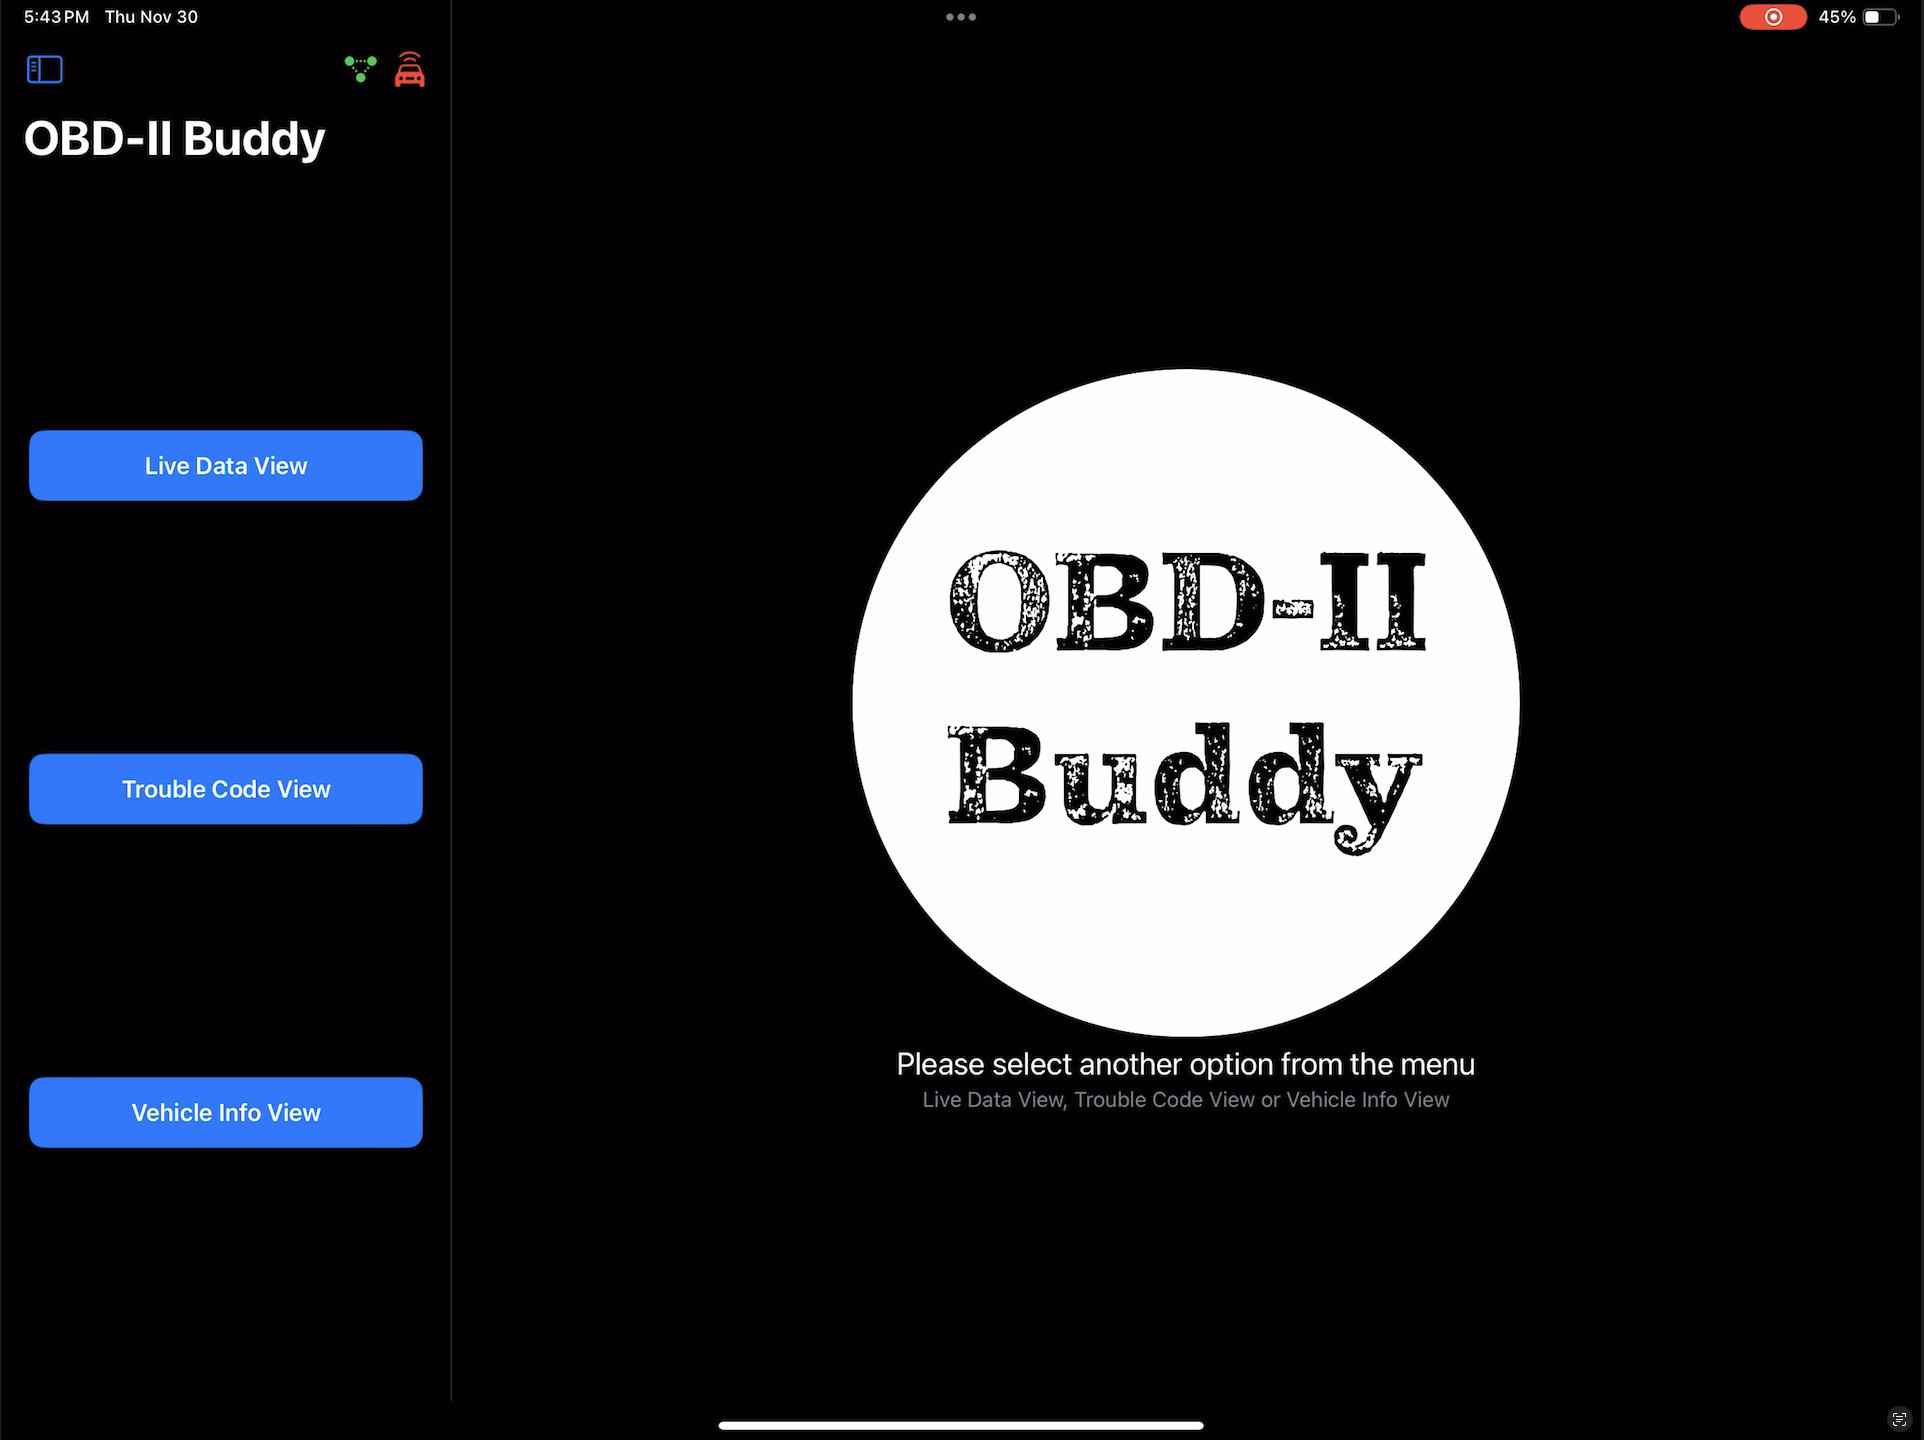 5:43 PM Thu Nov 30
45%
OBD-II Buddy
Live Data View
Trouble Code View
Vehicle Info View
OBD-II
Buddy
Please select another option from the menu
Live Data View, Trouble Code View or Vehicle Info View